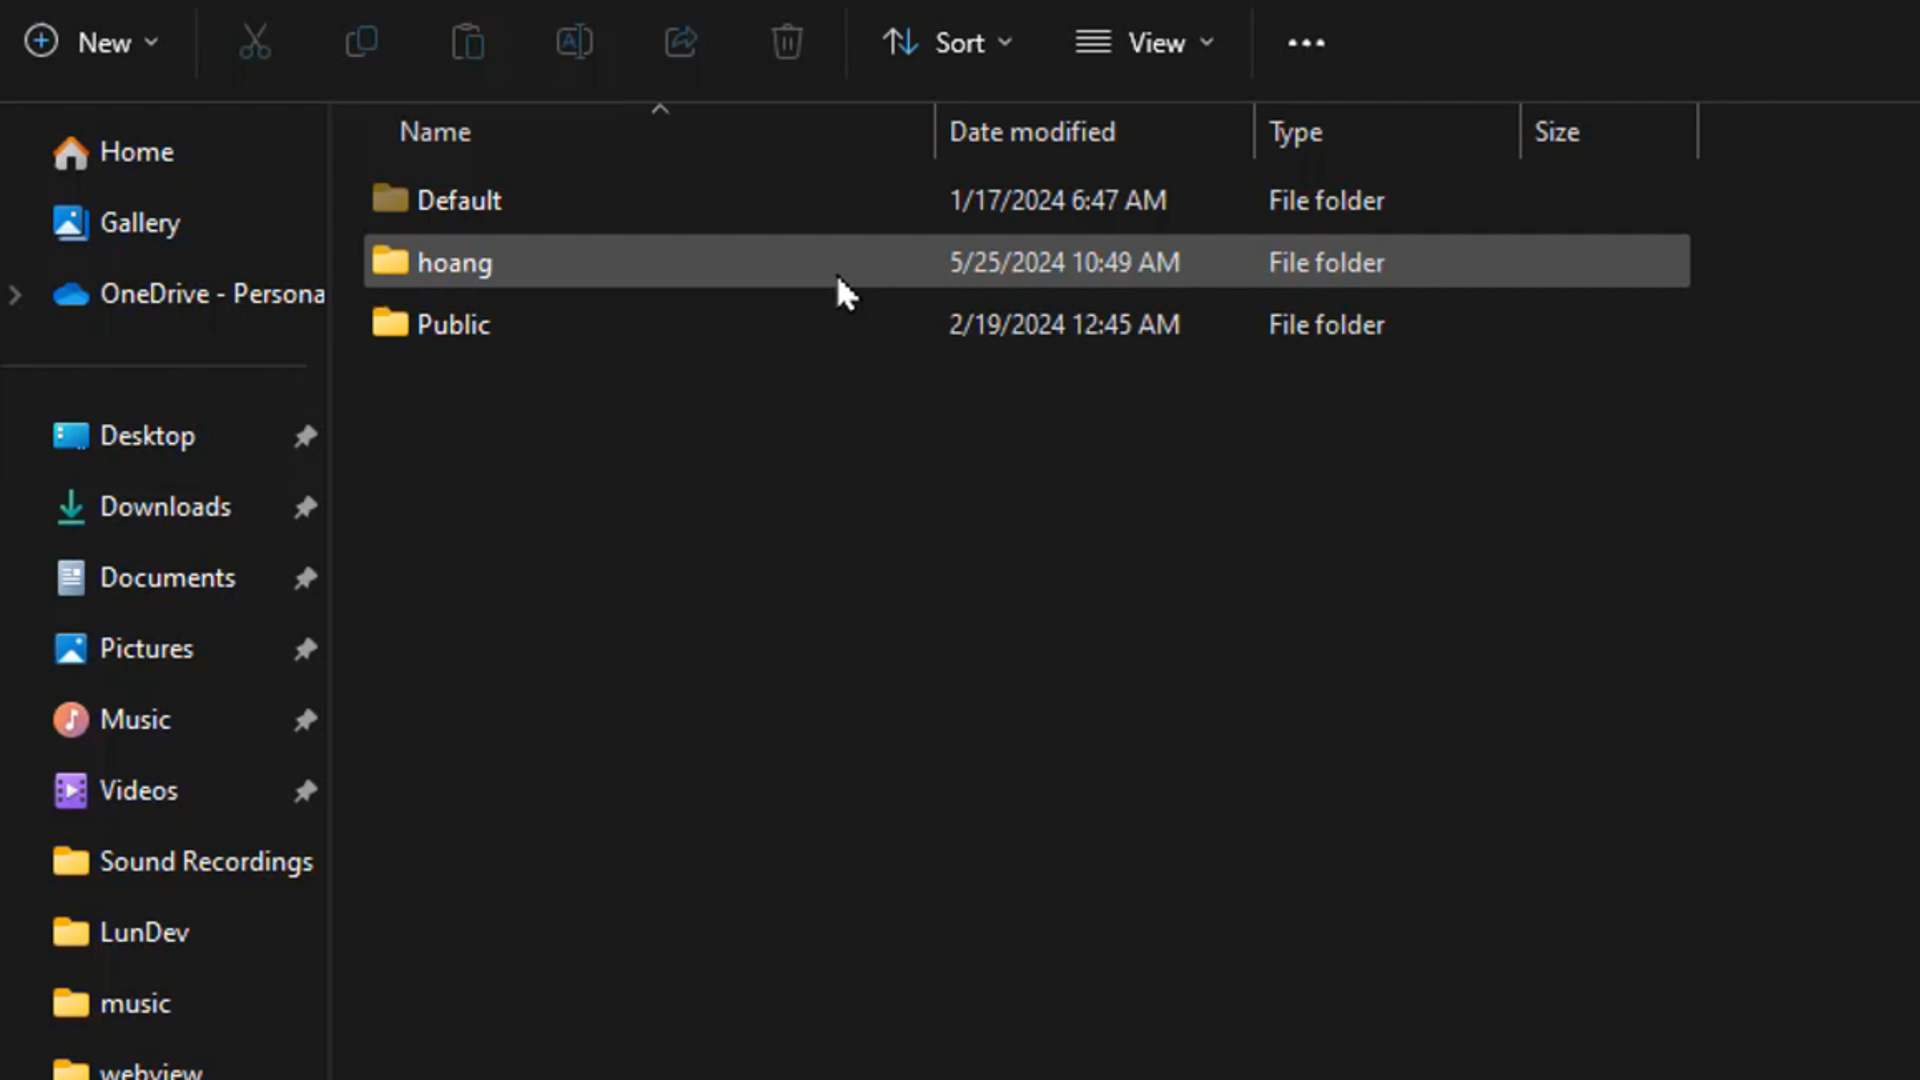 New
Sort
View
Name Date modified Type Size
Home
Gallery
OneDrive - Persona
Default 1/17/2024 6:47 AM File folder
hoang 5/25/2024 10:49 AM File folder
Public 2/19/2024 12:45 AM File folder
Desktop
Downloads
Documents
Pictures
Music
Videos
Sound Recordings
LunDev
music
webview